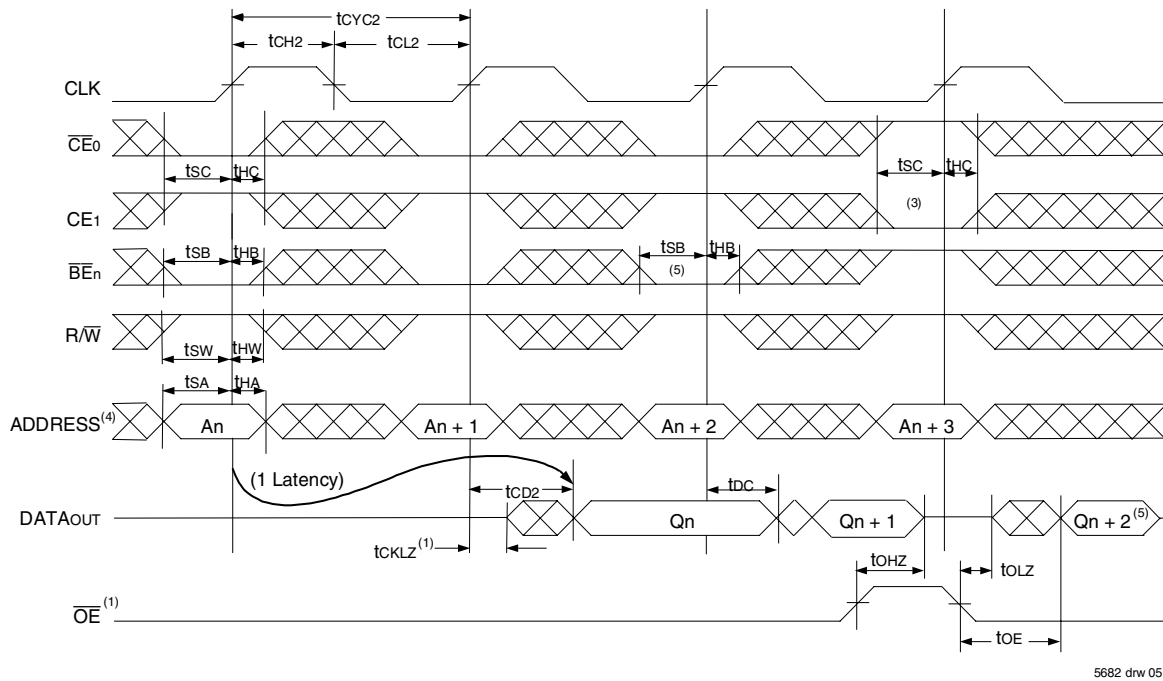 tCYC2
tCH2 tCL2
CLK
CE0
tSC tHC tSC tHC
(3)
CE1
tSB tHB tSB tHB
(5)
BEn
R/W
tSW tHW
tSA tHA
ADDRESS(4) An An + 1 An + 2 An + 3
(1 Latency) tCD2 tDC
DATAOUT Qn Qn + 1 Qn + 2(5)
tCKLZ(1) tOHZ tOLZ
OE(1)
tOE
5682 drw 05